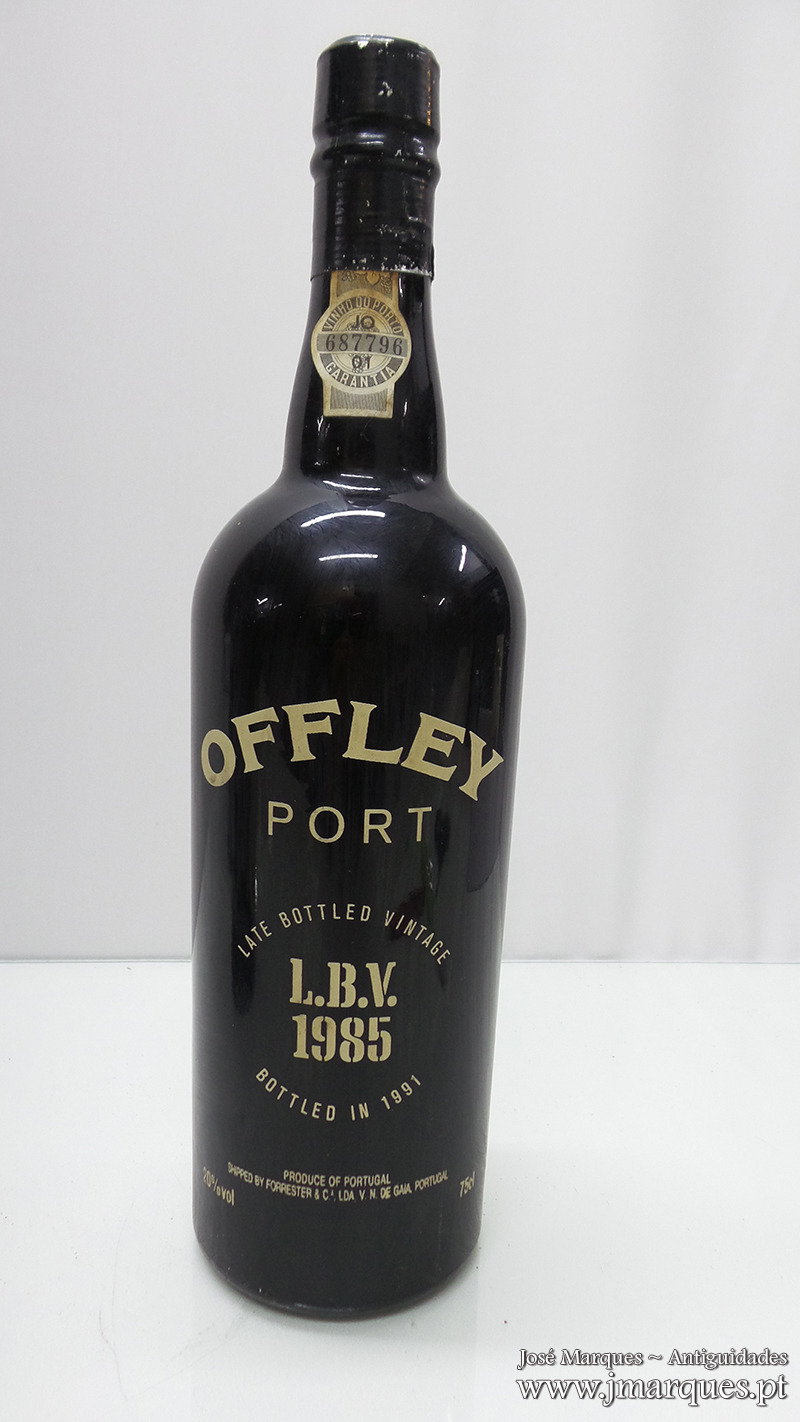 VINHO DO PORTO
JO
687796
01
GARANTIA
OFFLEY
PORT
LATE BOTTLED VINTAGE
L.B.V.
1985
BOTTLED IN 1991
PRODUCE OF PORTUGAL
SHIPPED BY FORRESTER & Cª. LDA V. N. DE GAIA, PORTUGAL
20%vol
75cl
José Marques ~ Antiguidades
www.jmarques.pt